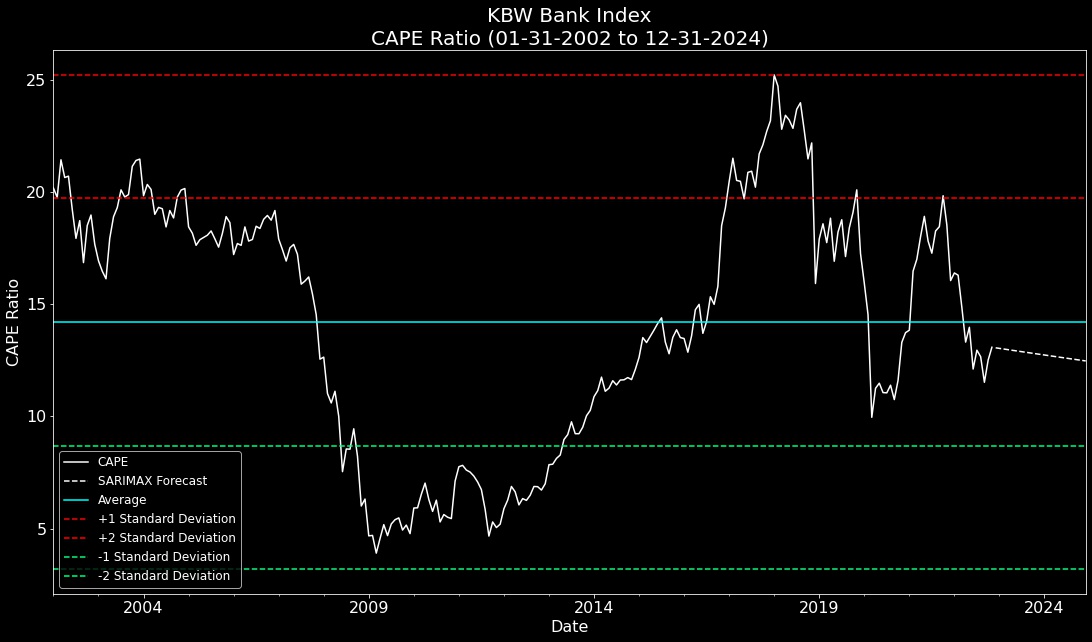 KBW Bank Index
CAPE Ratio (01-31-2002 to 12-31-2024)
CAPE Ratio
25
20
15
10
5
CAPE
SARIMAX Forecast
Average
+1 Standard Deviation
+2 Standard Deviation
-1 Standard Deviation
-2 Standard Deviation
2004
2009
2014
2019
2024
Date